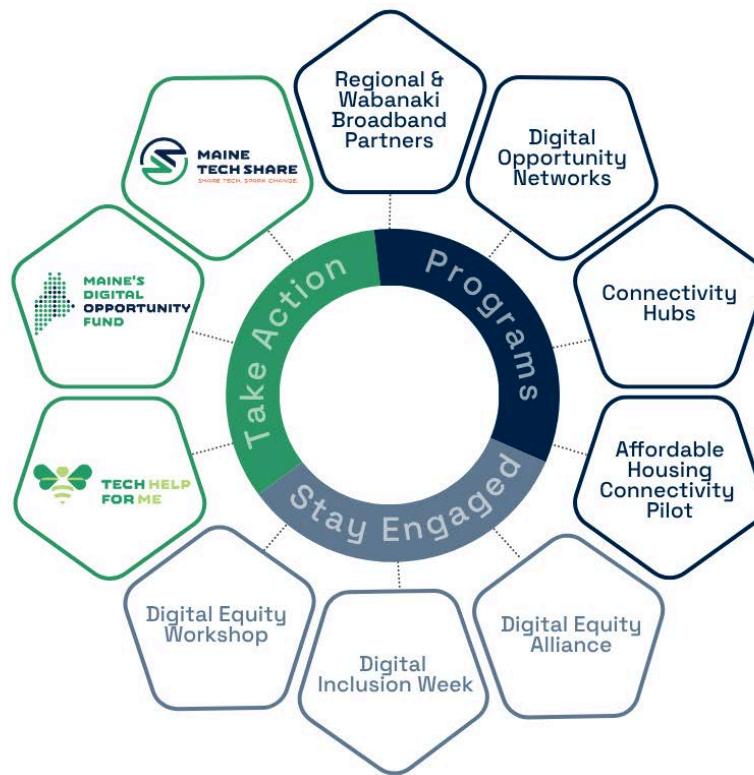 Regional &
Wabanaki
Broadband
Partners
Digital
Opportunity
Networks
Connectivity
Hubs
Affordable
Housing
Connectivity
Pilot
Digital Equity
Alliance
Digital
Inclusion Week
Digital Equity
Workshop
TECH HELP
FOR ME
MAINE'S
DIGITAL
OPPORTUNITY
FUND
MAINE
TECH SHARE
SHARE TECH. SPARK CHANGE.
Take Action
Programs
Stay Engaged